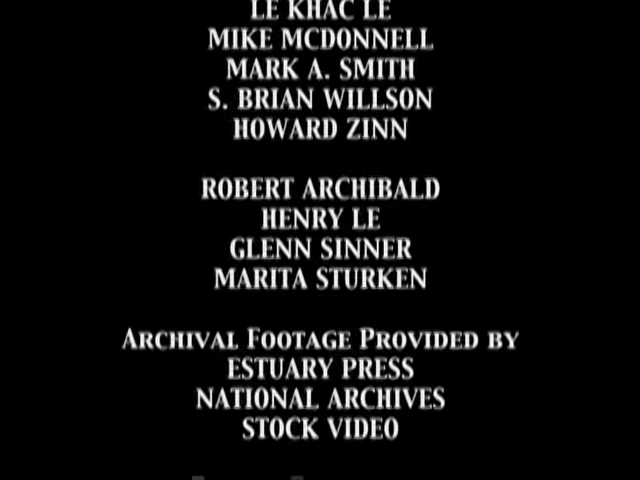 LE KHAC LE
MIKE MCDONNELL
MARK A. SMITH
S. BRIAN WILLSON
HOWARD ZINN
ROBERT ARCHIBALD
HENRY LE
GLENN SINNER
MARITA STURKEN
ARCHIVAL FOOTAGE PROVIDED BY
ESTUARY PRESS
NATIONAL ARCHIVES
STOCK VIDEO